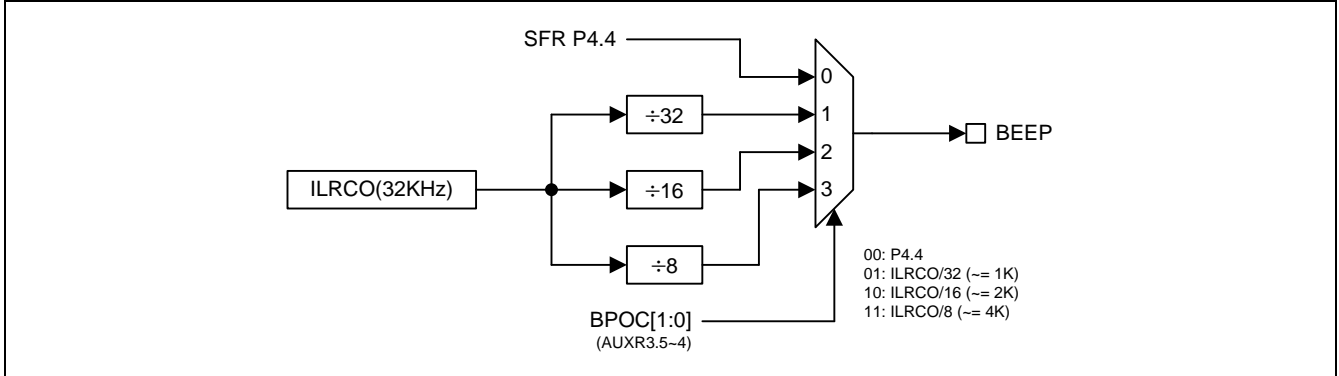 SFR P4.4
0
÷32
1
BEEP
2
ILRCO(32KHz)
÷16
3
÷8
00: P4.4
01: ILRCO/32 (~= 1K)
10: ILRCO/16 (~= 2K)
11: ILRCO/8 (~= 4K)
BPOC[1:0]
(AUXR3.5~4)